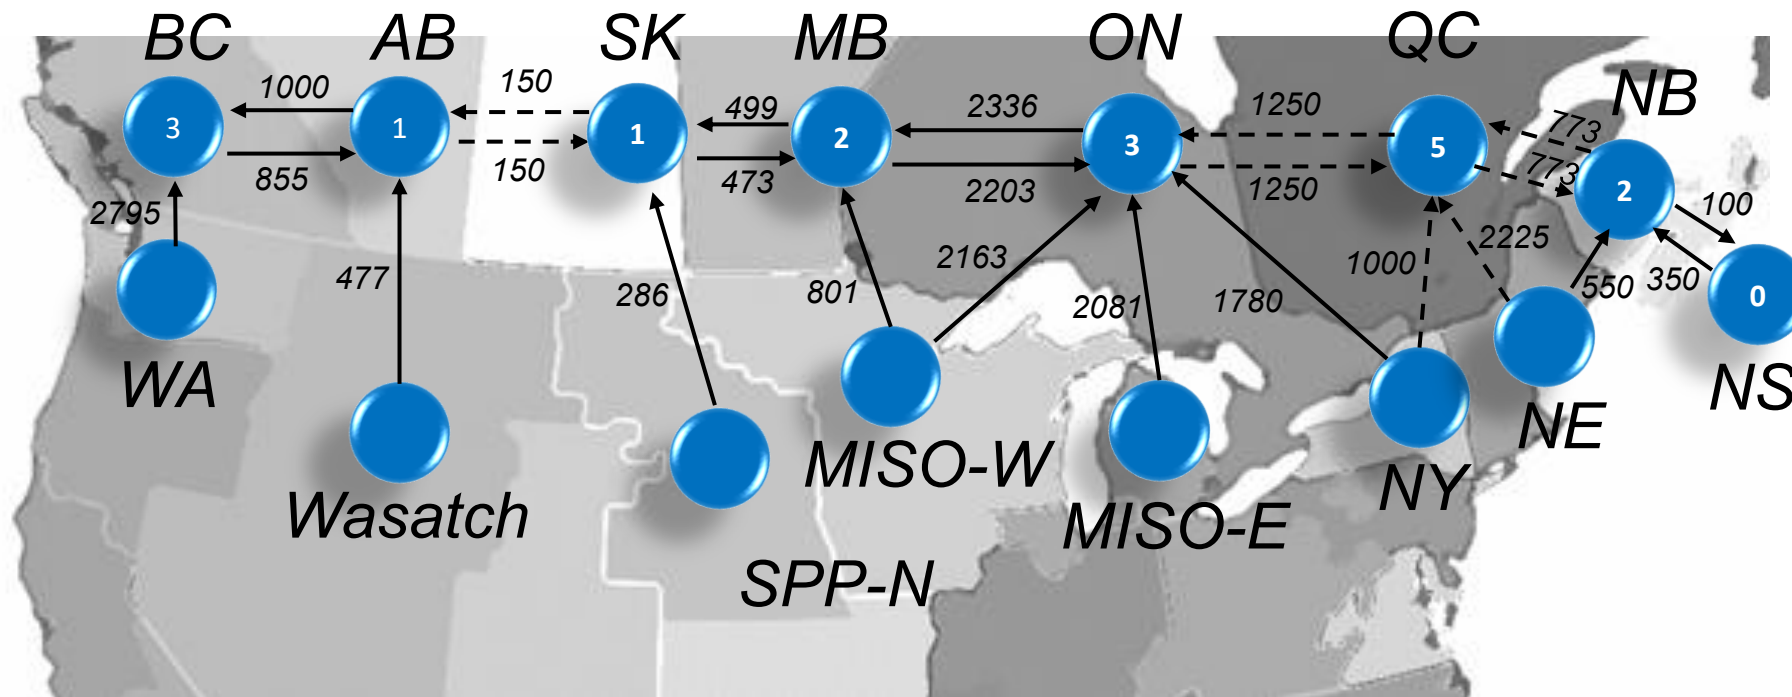 BC AB SK MB ON QC NB
1000 150 499 2336 1250 773
3 1 1 2 3 5 2
855 150 473 2203 1250 773
2795 477 286 801 2163 2081 1780 1000 2225 550 350 100
0
WA
NS
NE
MISO-W
NY
Wasatch
MISO-E
SPP-N